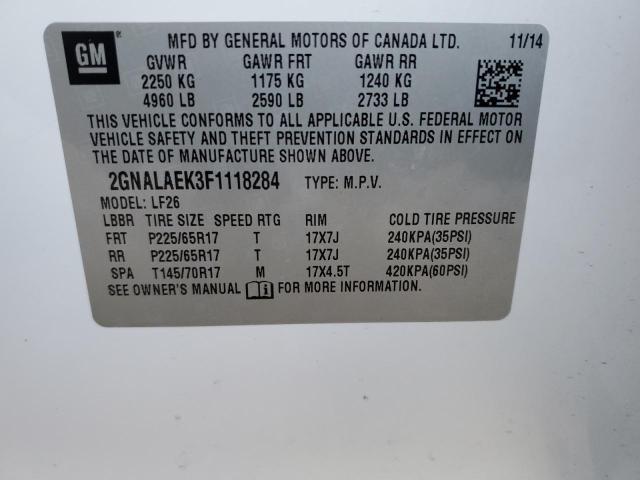 GM
MFD BY GENERAL MOTORS OF CANADA LTD. 11/14
GVWR GAWR FRT GAWR RR
2250 KG 1175 KG 1240 KG
4960 LB 2590 LB 2733 LB
THIS VEHICLE CONFORMS TO ALL APPLICABLE U.S. FEDERAL MOTOR
VEHICLE SAFETY AND THEFT PREVENTION STANDARDS IN EFFECT ON
THE DATE OF MANUFACTURE SHOWN ABOVE.
2GNALAEK3F1118284 TYPE: M.P.V.
MODEL: LF26
LBBR TIRE SIZE SPEED RTG RIM COLD TIRE PRESSURE
FRT P225/65R17 T 17X7J 240KPA(35PSI)
RR P225/65R17 T 17X7J 240KPA(35PSI)
SPA T145/70R17 M 17X4.5T 420KPA(60PSI)
SEE OWNER'S MANUAL FOR MORE INFORMATION.